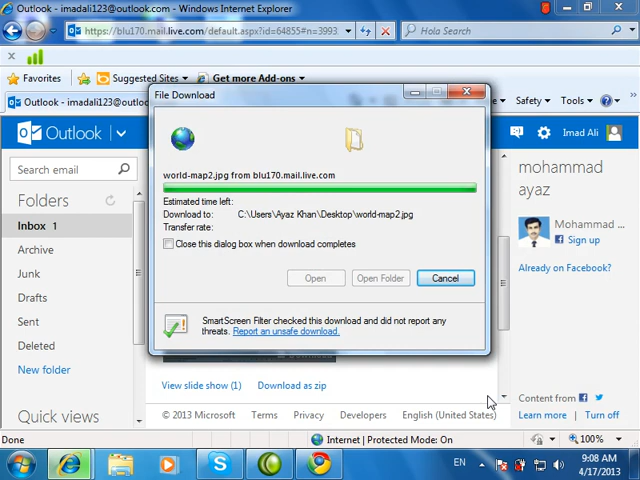 Outlook - imadali123@outlook.com - Windows Internet Explorer
https://blu170.mail.live.com/default.aspx?id=64855#n=3993
Hola Search
x
Favorites Suggested Sites Get more Add-ons
Outlook - imadali123@outlo Safety Tools
Outlook Imad Ali
Search email
Folders
Inbox 1
Archive
Junk
Drafts
Sent
Deleted
New folder
Quick views
File Download
world-map2.jpg from blu170.mail.live.com
Estimated time left:
Download to: C:\Users\Ayaz Khan\Desktop\world-map2.jpg
Transfer rate:
Close this dialog box when download completes
Open Open Folder Cancel
SmartScreen Filter checked this download and did not report any
threats. Report an unsafe download.
View slide show (1) Download as zip
mohammad
ayaz
Mohammad ...
Sign up
Already on Facebook?
Content from
Learn more Turn off
© 2013 Microsoft Terms Privacy Developers English (United States)
Done Internet | Protected Mode: On 100%
EN 9:08 AM
4/17/2013